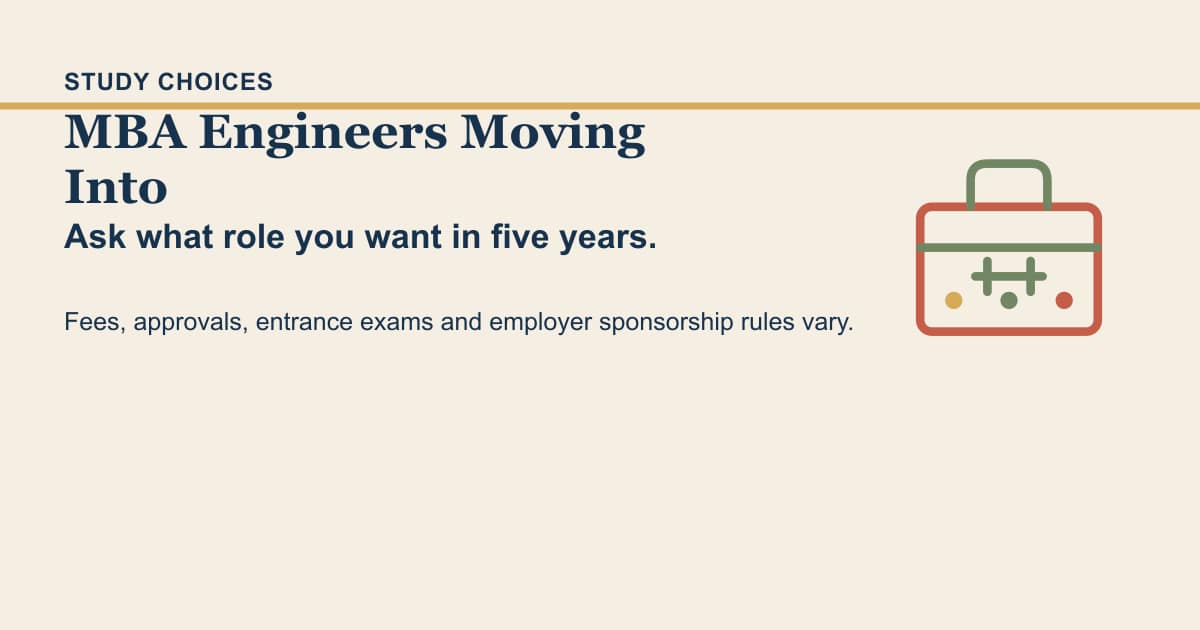 STUDY CHOICES
MBA Engineers Moving
Into
Ask what role you want in five years.
Fees, approvals, entrance exams and employer sponsorship rules vary.